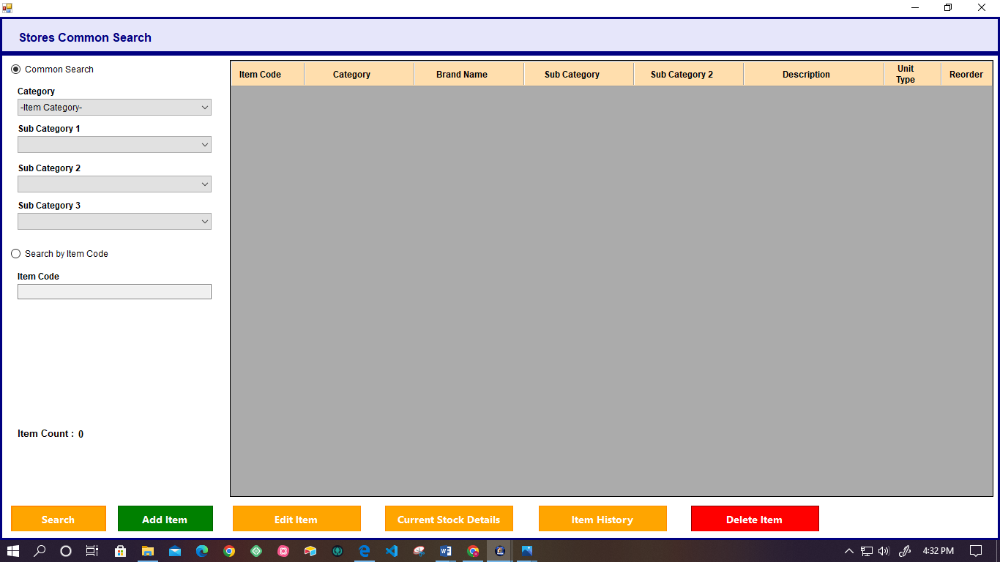 Stores Common Search
Common Search
Category
-Item Category-
Sub Category 1
Sub Category 2
Sub Category 3
Search by Item Code
Item Code
Item Count : 0
Item Code Category Brand Name Sub Category Sub Category 2 Description Unit Type Reorder
Search Add Item Edit Item Current Stock Details Item History Delete Item
4:32 PM